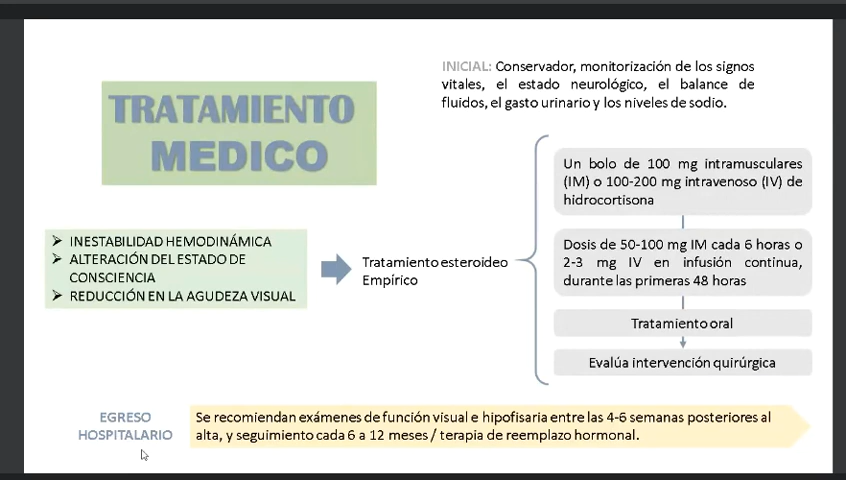 INICIAL: Conservador, monitorización de los signos
vitales, el estado neurológico, el balance de
fluidos, el gasto urinario y los niveles de sodio.
TRATAMIENTO
MEDICO
Un bolo de 100 mg intramusculares
(IM) o 100-200 mg intravenoso (IV) de
hidrocortisona
INESTABILIDAD HEMODINÁMICA
ALTERACIÓN DEL ESTADO DE
CONSCIENCIA
REDUCCIÓN EN LA AGUDEZA VISUAL
Tratamiento esteroideo
Empírico
Dosis de 50-100 mg IM cada 6 horas o
2-3 mg IV en infusión continua,
durante las primeras 48 horas
Tratamiento oral
Evalúa intervención quirúrgica
EGRESO
HOSPITALARIO
Se recomiendan exámenes de función visual e hipofisaria entre las 4-6 semanas posteriores al
alta, y seguimiento cada 6 a 12 meses / terapia de reemplazo hormonal.